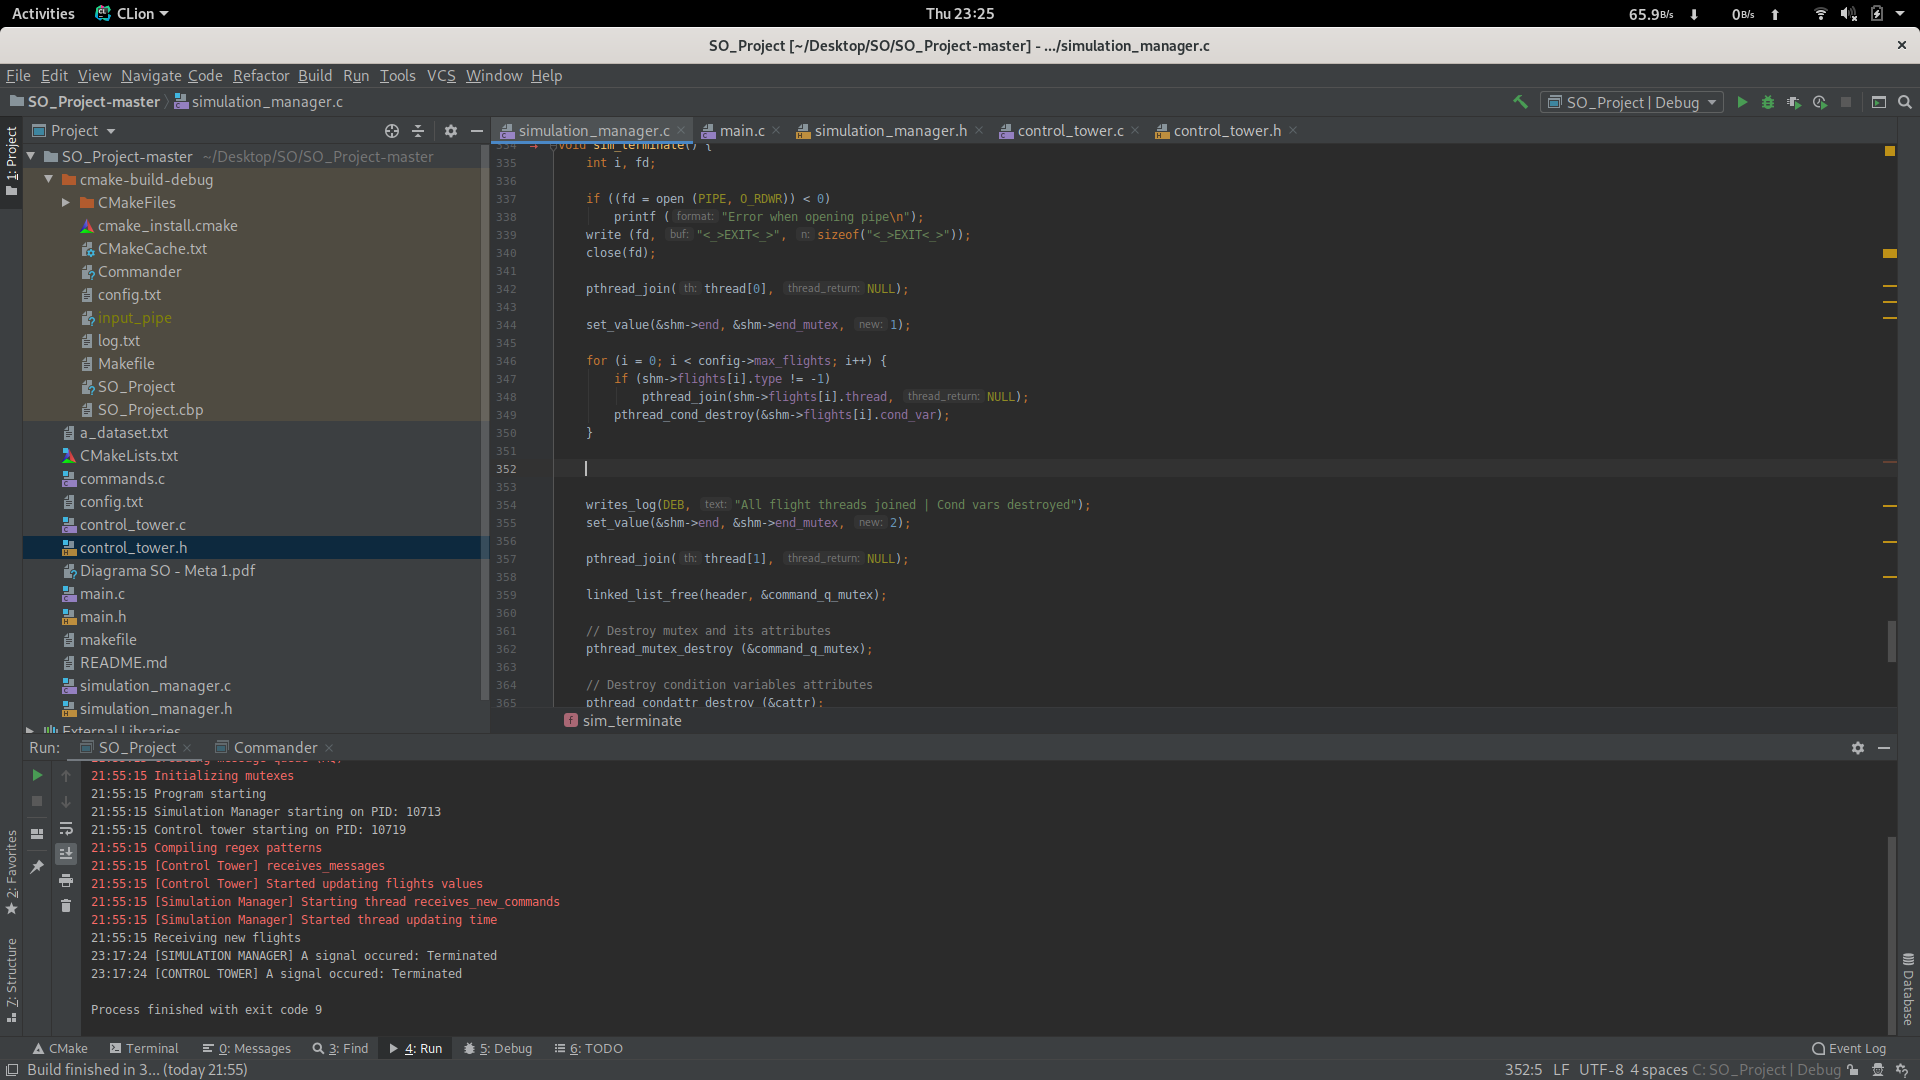 Activities CLion Thu 23:25 65.9B/s 0B/s
SO_Project [~/Desktop/SO/SO_Project-master] - .../simulation_manager.c
File Edit View Navigate Code Refactor Build Run Tools VCS Window Help
SO_Project-master simulation_manager.c SO_Project | Debug
Project simulation_manager.c main.c simulation_manager.h control_tower.c control_tower.h
1: Project
SO_Project-master ~/Desktop/SO/SO_Project-master
cmake-build-debug
CMakeFiles
cmake_install.cmake
CMakeCache.txt
Commander
config.txt
input_pipe
log.txt
Makefile
SO_Project
SO_Project.cbp
a_dataset.txt
CMakeLists.txt
commands.c
config.txt
control_tower.c
control_tower.h
Diagrama SO - Meta 1.pdf
main.c
main.h
makefile
README.md
simulation_manager.c
simulation_manager.h
External Libraries
334 void sim_terminate() {
335 int i, fd;
336
337 if ((fd = open (PIPE, O_RDWR)) < 0)
338 printf ( format: "Error when opening pipe\n");
339 write (fd, buf: "<_>EXIT<_>", n: sizeof("<_>EXIT<_>"));
340 close(fd);
341
342 pthread_join( th: thread[0], thread_return: NULL);
343
344 set_value(&shm->end, &shm->end_mutex, new: 1);
345
346 for (i = 0; i < config->max_flights; i++) {
347 if (shm->flights[i].type != -1)
348 pthread_join(shm->flights[i].thread, thread_return: NULL);
349 pthread_cond_destroy(&shm->flights[i].cond_var);
350 }
351
352
353
354 writes_log(DEB, text: "All flight threads joined | Cond vars destroyed");
355 set_value(&shm->end, &shm->end_mutex, new: 2);
356
357 pthread_join( th: thread[1], thread_return: NULL);
358
359 linked_list_free(header, &command_q_mutex);
360
361 // Destroy mutex and its attributes
362 pthread_mutex_destroy (&command_q_mutex);
363
364 // Destroy condition variables attributes
365 pthread_condattr_destroy (&cattr);
f sim_terminate
Run: SO_Project Commander
21:55:15 Initializing mutexes
21:55:15 Program starting
21:55:15 Simulation Manager starting on PID: 10713
21:55:15 Control tower starting on PID: 10719
21:55:15 Compiling regex patterns
21:55:15 [Control Tower] receives_messages
21:55:15 [Control Tower] Started updating flights values
21:55:15 [Simulation Manager] Starting thread receives_new_commands
21:55:15 [Simulation Manager] Started thread updating time
21:55:15 Receiving new flights
23:17:24 [SIMULATION MANAGER] A signal occured: Terminated
23:17:24 [CONTROL TOWER] A signal occured: Terminated
Process finished with exit code 9
2: Favorites
7: Structure
Database
CMake Terminal 0: Messages 3: Find 4: Run 5: Debug 6: TODO Event Log
Build finished in 3... (today 21:55) 352:5 LF UTF-8 4 spaces C: SO_Project | Debug